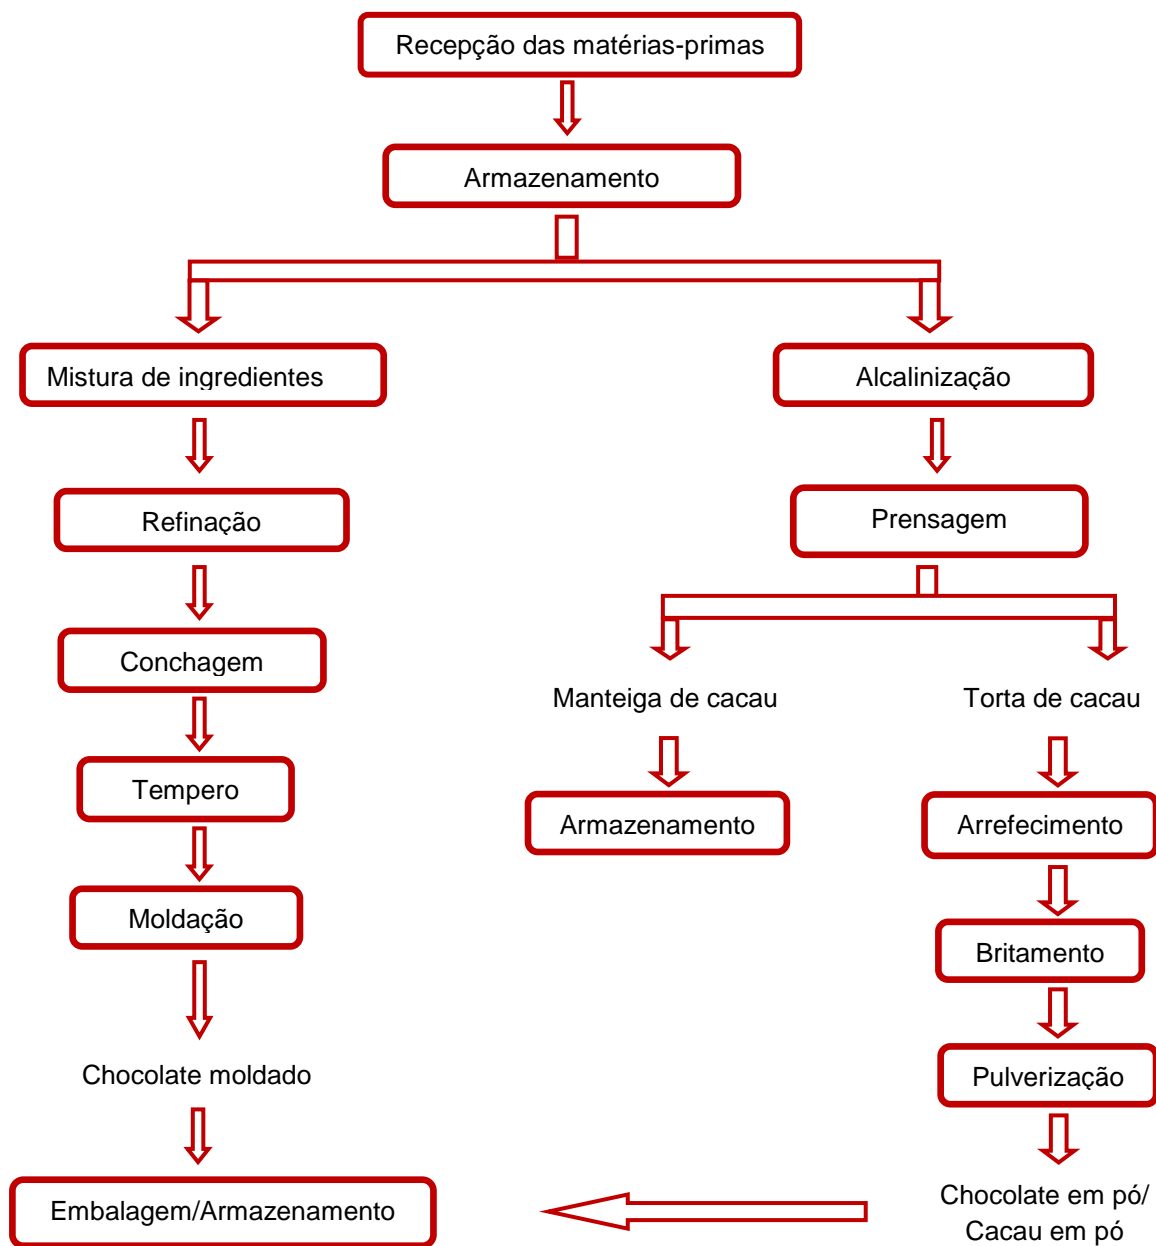 Recepção das matérias-primas
Armazenamento
Mistura de ingredientes
Alcalinização
Refinação
Prensagem
Conchagem
Manteiga de cacau
Torta de cacau
Tempero
Armazenamento
Arrefecimento
Moldação
Britamento
Chocolate moldado
Pulverização
Embalagem/Armazenamento
Chocolate em pó/
Cacau em pó